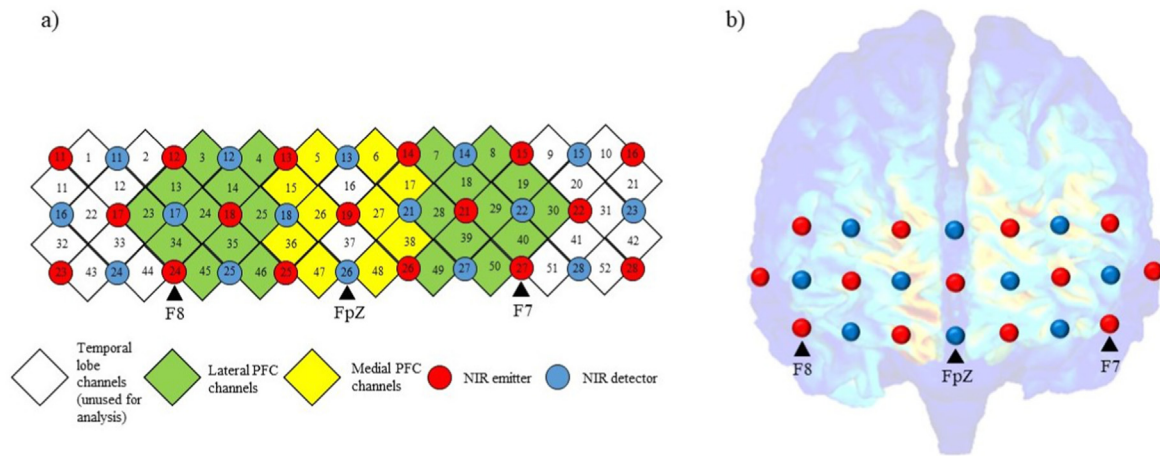 a)
b)
11 1 11 2 12 3 12 4 13 5 13 6 14 7 14 8 15 9 15 10 16
11 12 13 14 15 16 17 18 19 20 21
16 22 17 23 17 24 18 25 18 26 19 27 21 28 21 29 22 30 22 31 23
32 33 34 35 36 37 38 39 40 41 42
23 43 24 44 24 45 25 46 25 47 26 48 26 49 27 50 27 51 28 52 28
F8 FpZ F7
F8 FpZ F7
Temporal
lobe
channels
(unused for
analysis)
Lateral PFC
channels
Medial PFC
channels
NIR emitter
NIR detector